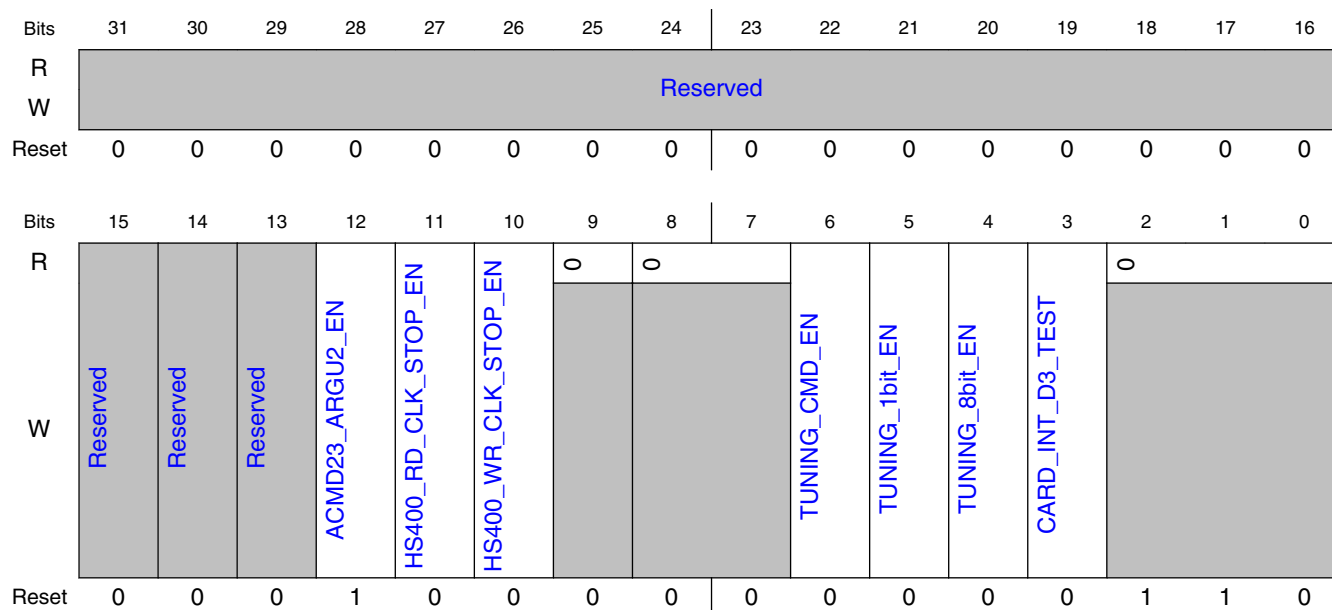 Bits 31 30 29 28 27 26 25 24 23 22 21 20 19 18 17 16
R
Reserved
W
Reset 0 0 0 0 0 0 0 0 0 0 0 0 0 0 0 0
Bits 15 14 13 12 11 10 9 8 7 6 5 4 3 2 1 0
R 0 0 0
W
Reserved
Reserved
Reserved
ACMD23_ARGU2_EN
HS400_RD_CLK_STOP_EN
HS400_WR_CLK_STOP_EN
TUNING_CMD_EN
TUNING_1bit_EN
TUNING_8bit_EN
CARD_INT_D3_TEST
Reset 0 0 0 1 0 0 0 0 0 0 0 0 0 1 1 0